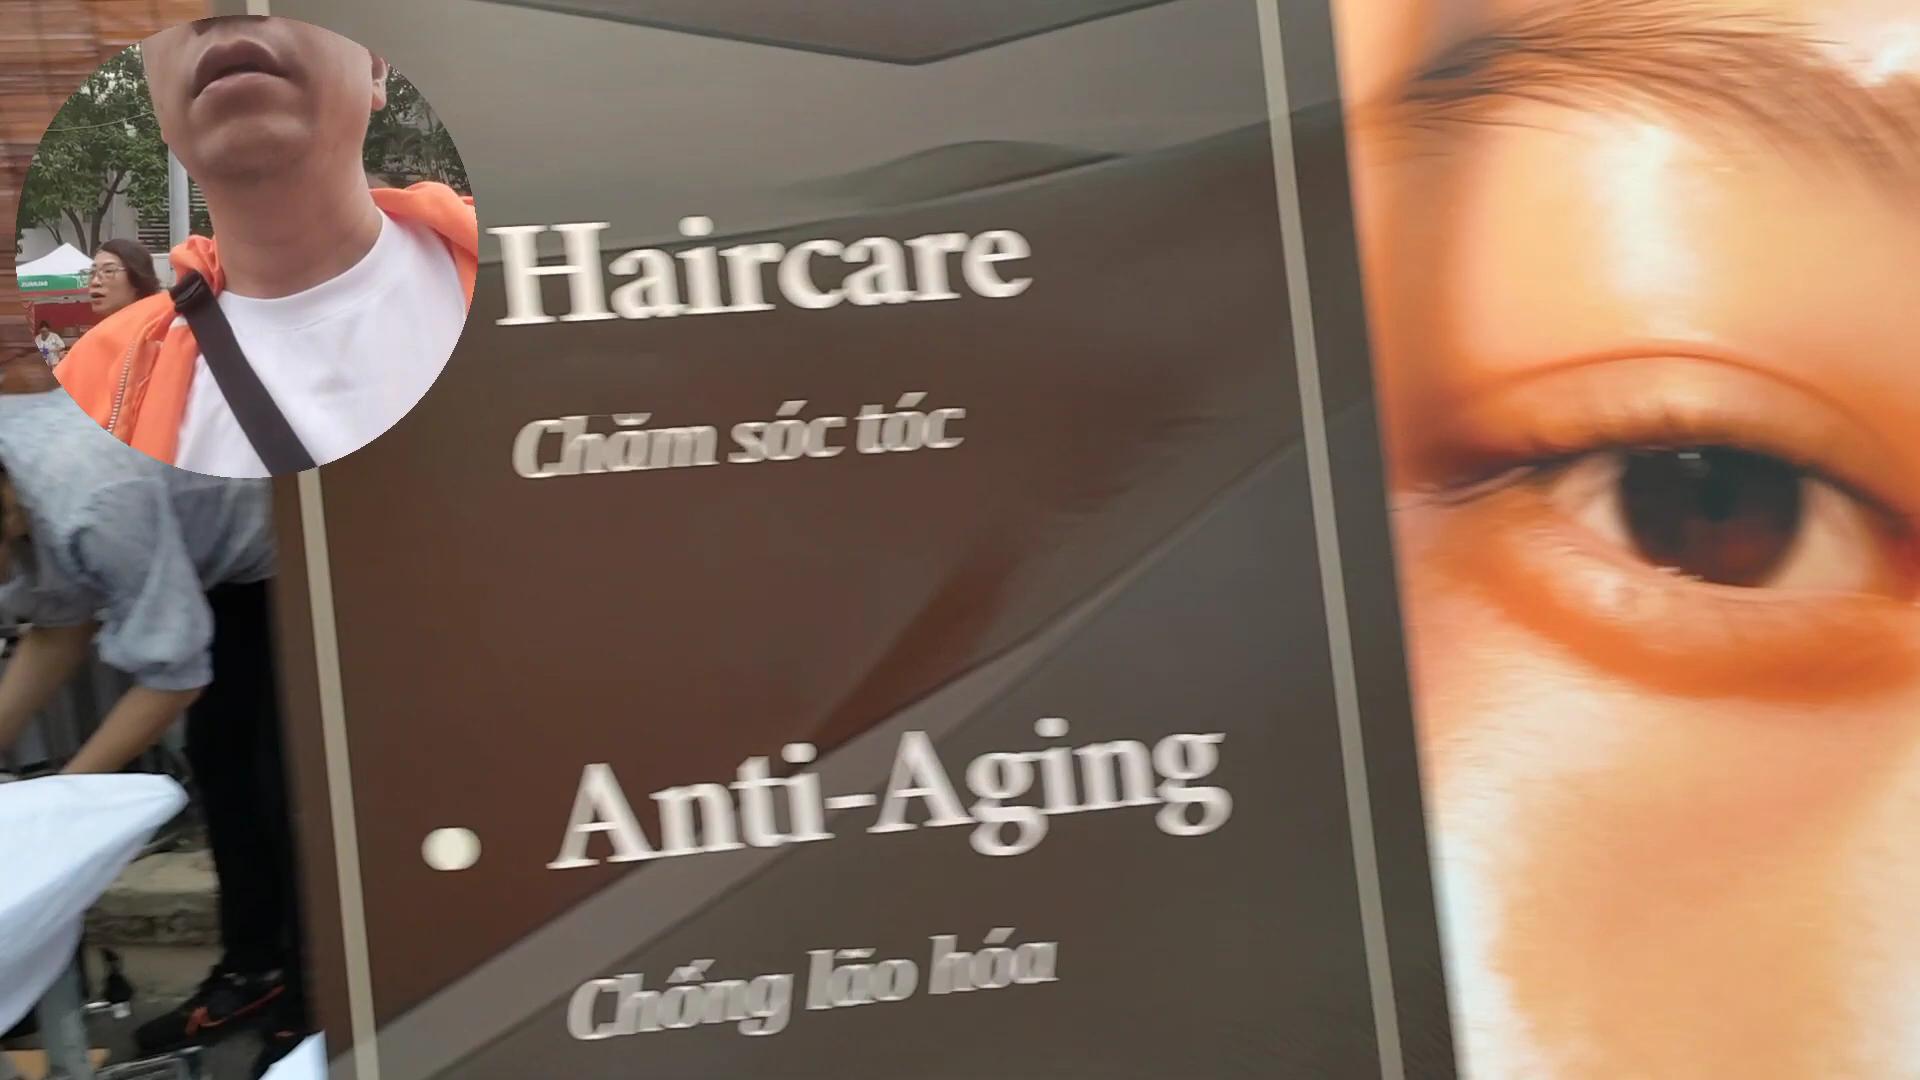 Haircare
Chăm sóc tóc
• Anti-Aging
Chống lão hóa